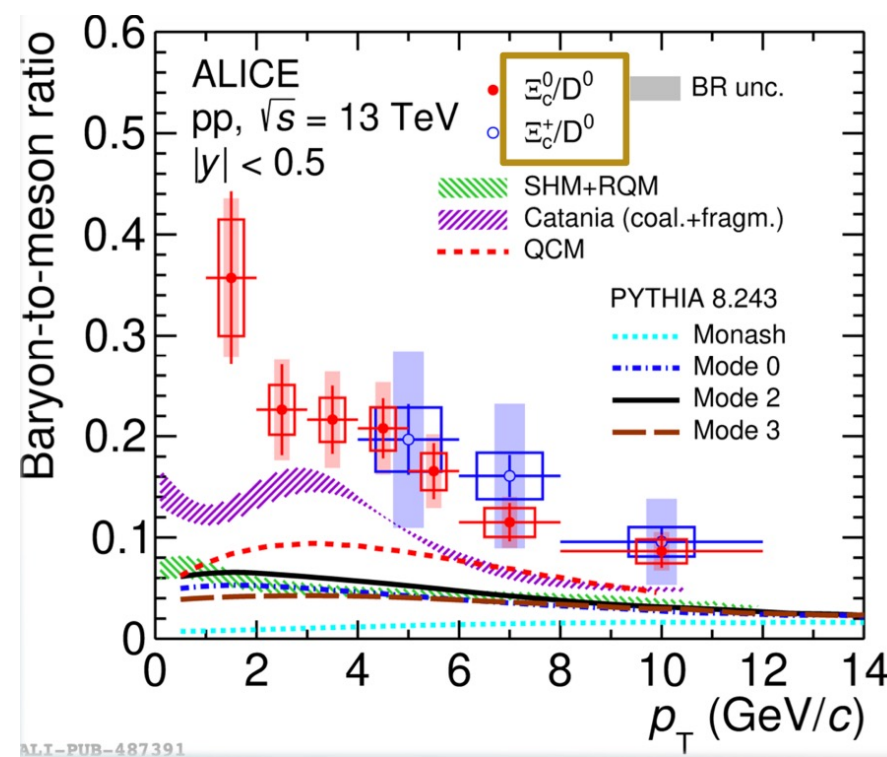 Baryon-to-meson ratio
0.6
0.5
0.4
0.3
0.2
0.1
0
ALICE
pp, √s = 13 TeV
|y| < 0.5
Ξ⁰c/D⁰
Ξ⁺c/D⁰
BR unc.
SHM+RQM
Catania (coal.+fragm.)
QCM
PYTHIA 8.243
Monash
Mode 0
Mode 2
Mode 3
0 2 4 6 8 10 12 14
pT (GeV/c)
ALI-PUB-487391